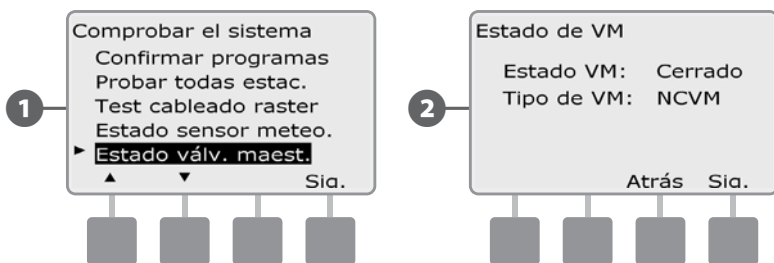 Comprobar el sistema
Confirmar programas
Probar todas estac.
Test cableado raster
Estado sensor meteo.
Estado válv. maest.
Sig.
1
Estado de VM
Estado VM: Cerrado
Tipo de VM: NCVM
Atrás Sig.
2